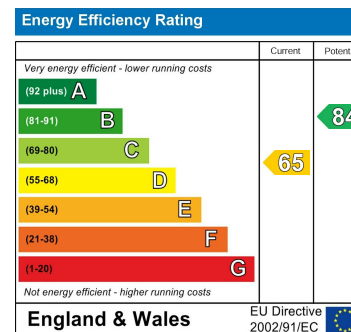 Energy Efficiency Rating
Current Potent
Very energy efficient - lower running costs
(92 plus) A
(81-91) B
84
(69-80) C
65
(55-68) D
(39-54) E
(21-38) F
(1-20) G
Not energy efficient - higher running costs
England & Wales
EU Directive
2002/91/EC